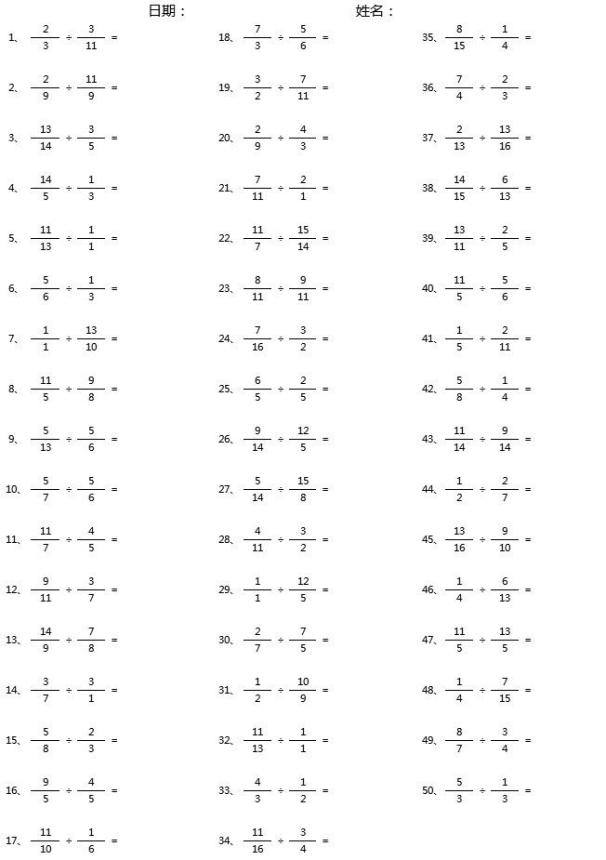 日期： 姓名：
1、 2/3 ÷ 3/11 =
2、 2/9 ÷ 11/9 =
3、 13/14 ÷ 3/5 =
4、 14/5 ÷ 1/3 =
5、 11/13 ÷ 1/1 =
6、 5/6 ÷ 1/3 =
7、 1/1 ÷ 13/10 =
8、 11/5 ÷ 9/8 =
9、 5/13 ÷ 5/6 =
10、 5/7 ÷ 5/6 =
11、 11/7 ÷ 4/5 =
12、 9/11 ÷ 3/7 =
13、 14/9 ÷ 7/8 =
14、 3/7 ÷ 3/1 =
15、 5/8 ÷ 2/3 =
16、 9/5 ÷ 4/5 =
17、 11/10 ÷ 1/6 =
18、 7/3 ÷ 5/6 =
19、 3/2 ÷ 7/11 =
20、 2/9 ÷ 4/3 =
21、 7/11 ÷ 2/1 =
22、 11/7 ÷ 15/14 =
23、 8/11 ÷ 9/11 =
24、 7/16 ÷ 3/2 =
25、 6/5 ÷ 2/5 =
26、 9/14 ÷ 12/5 =
27、 5/14 ÷ 15/8 =
28、 4/11 ÷ 3/2 =
29、 1/1 ÷ 12/5 =
30、 2/7 ÷ 7/5 =
31、 1/2 ÷ 10/9 =
32、 11/13 ÷ 1/1 =
33、 4/3 ÷ 1/2 =
34、 11/16 ÷ 3/4 =
35、 8/15 ÷ 1/4 =
36、 7/4 ÷ 2/3 =
37、 2/13 ÷ 13/16 =
38、 14/15 ÷ 6/13 =
39、 13/11 ÷ 2/5 =
40、 11/5 ÷ 5/6 =
41、 1/5 ÷ 2/11 =
42、 5/8 ÷ 1/4 =
43、 11/14 ÷ 9/14 =
44、 1/2 ÷ 2/7 =
45、 13/16 ÷ 9/10 =
46、 1/4 ÷ 6/13 =
47、 11/5 ÷ 13/5 =
48、 1/4 ÷ 7/15 =
49、 8/7 ÷ 3/4 =
50、 5/3 ÷ 1/3 =